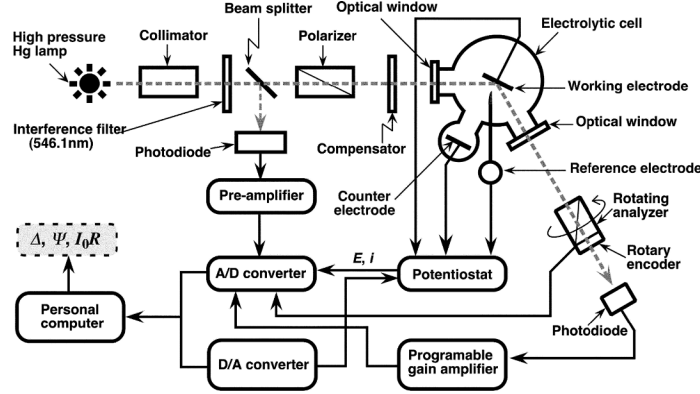 High pressure
Hg lamp
Collimator
Beam splitter
Polarizer
Optical window
Electrolytic cell
Working electrode
Interference filter
(546.1nm)
Photodiode
Compensator
Optical window
Pre-amplifier
Counter
electrode
Reference electrode
Rotating
analyzer
Rotary
encoder
Δ, Ψ, I₀R
A/D converter
E, i
Potentiostat
Personal
computer
Photodiode
D/A converter
Programable
gain amplifier